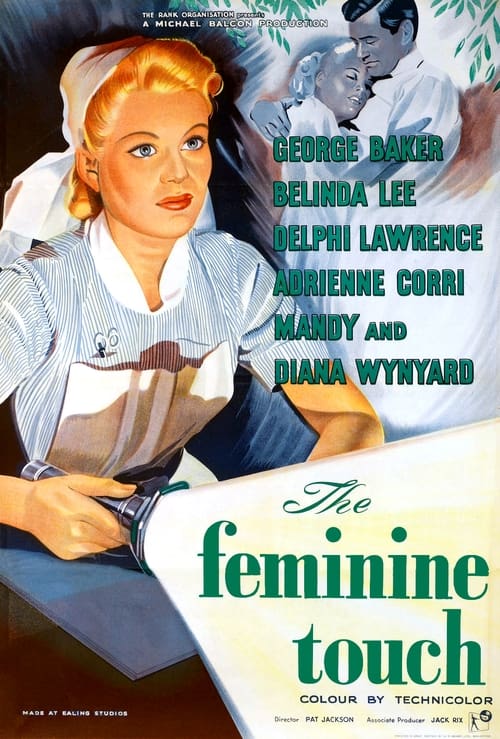 THE RANK ORGANISATION presents
A MICHAEL BALCON PRODUCTION
GEORGE BAKER
BELINDA LEE
DELPHI LAWRENCE
ADRIENNE CORRI
MANDY AND
DIANA WYNYARD
The
feminine
touch
COLOUR BY TECHNICOLOR
MADE AT EALING STUDIOS
Director PAT JACKSON Associate Producer JACK RIX